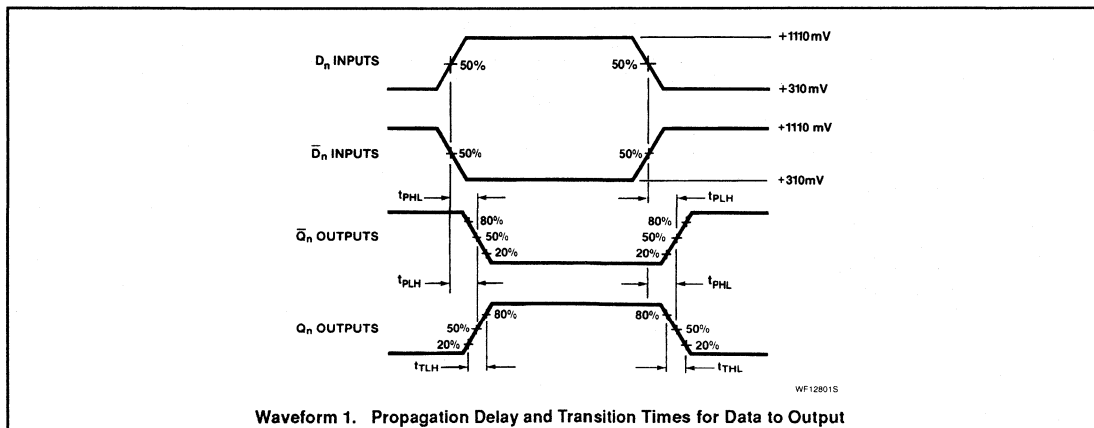 +1110mV
Dn INPUTS
50%
50%
+310mV
+1110 mV
D̄n INPUTS
50%
50%
+310mV
tPHL
tPLH
80%
80%
Q̄n OUTPUTS
50%
50%
20%
20%
tPLH
tPHL
80%
80%
Qn OUTPUTS
50%
50%
20%
20%
tTLH
tTHL
WF12801S
Waveform 1. Propagation Delay and Transition Times for Data to Output